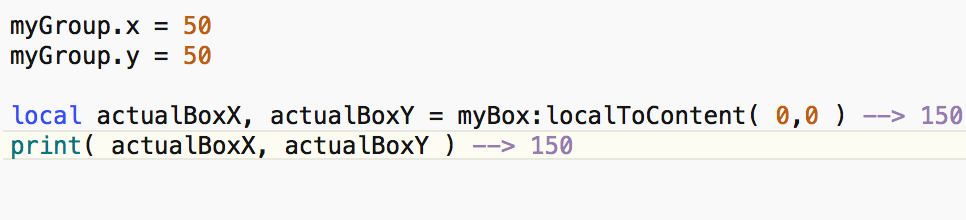 myGroup.x = 50
myGroup.y = 50
local actualBoxX, actualBoxY = myBox:localToContent( 0,0 ) --> 150
print( actualBoxX, actualBoxY ) --> 150